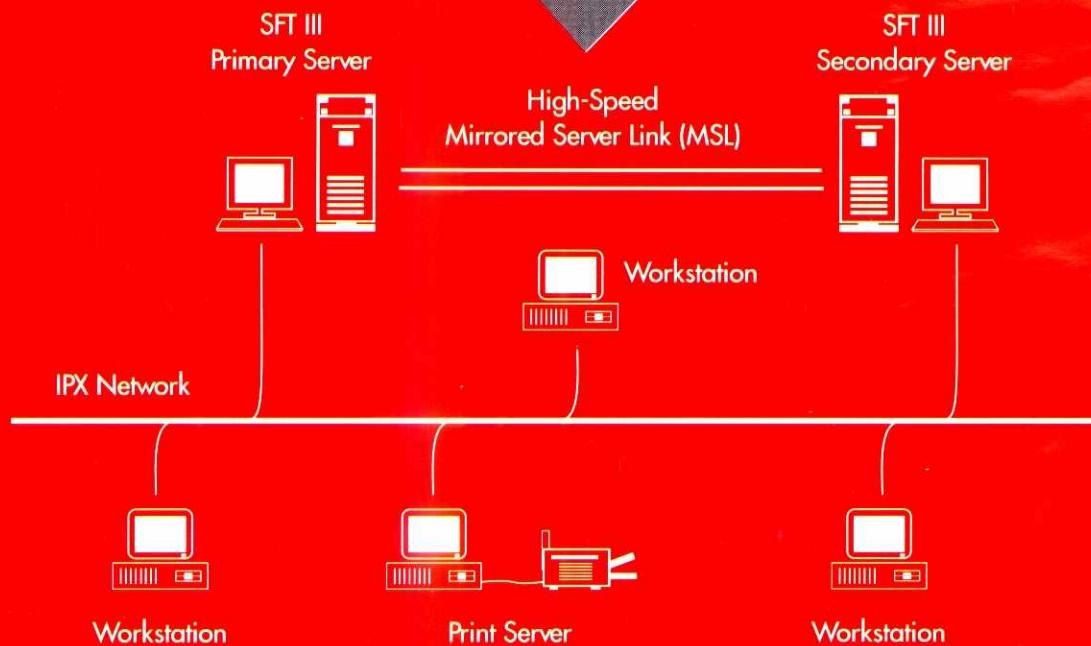 SFT III
Primary Server
SFT III
Secondary Server
High-Speed
Mirrored Server Link (MSL)
Workstation
IPX Network
Workstation
Print Server
Workstation